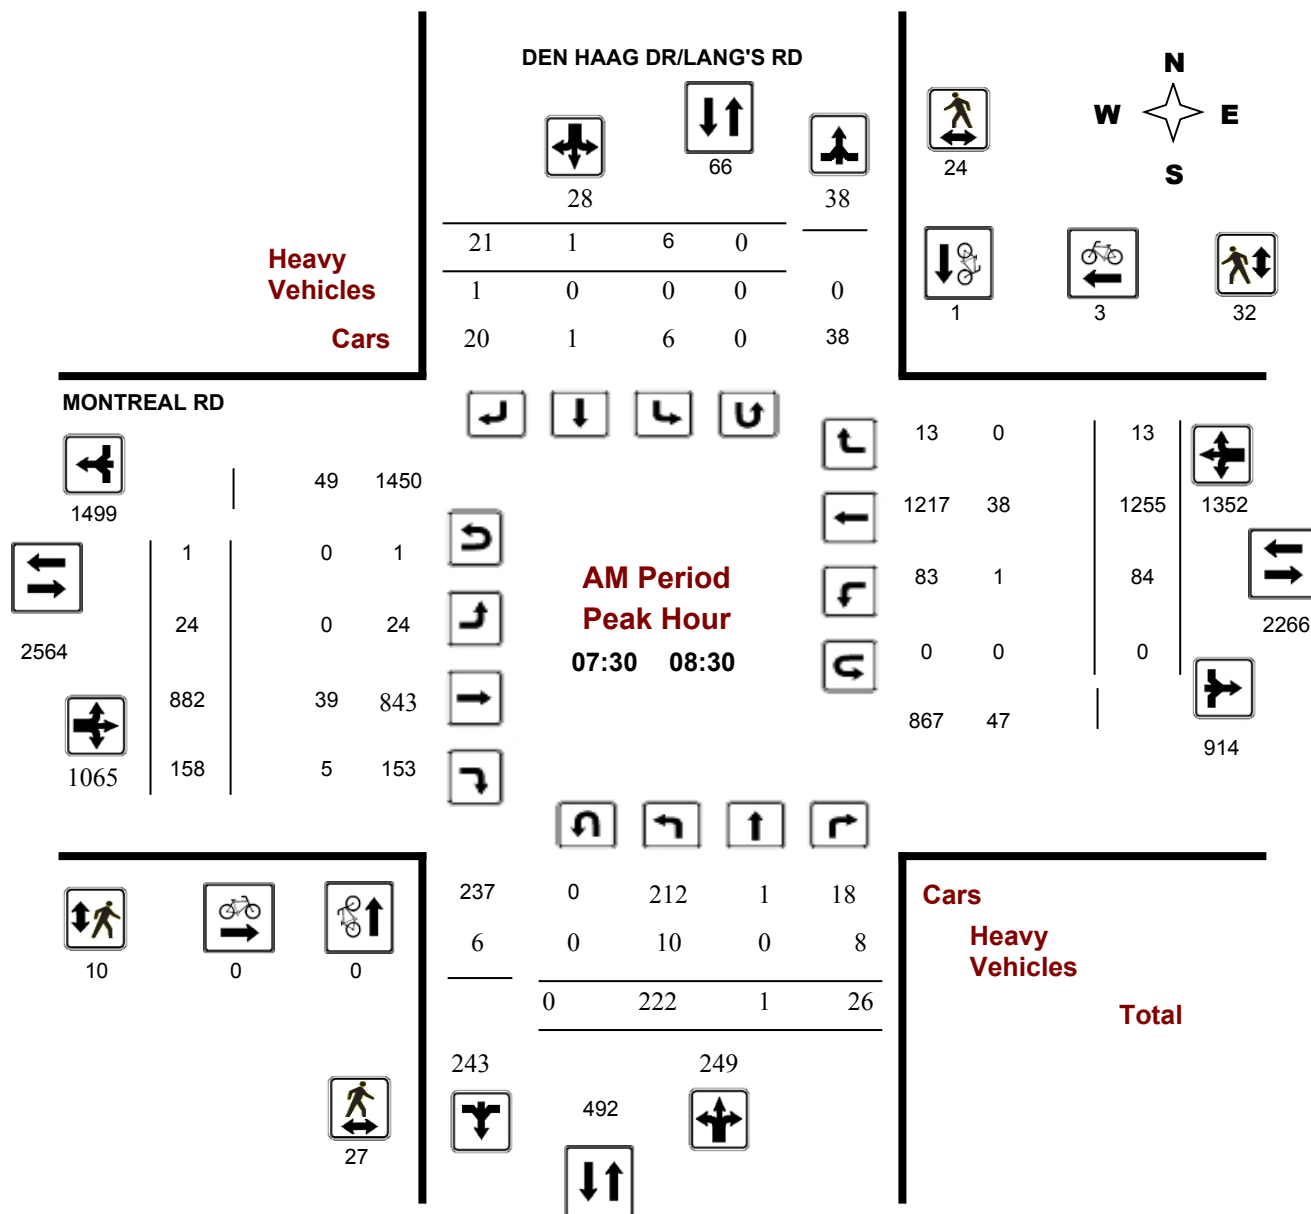 DEN HAAG DR/LANG'S RD
N
W E
S
66
24
28 38
21 1 6 0
Heavy
Vehicles
1 0 0 0 0
1 3 32
Cars
20 1 6 0 38
MONTREAL RD
13 0 13
49 1450
1499
1217 38 1255 1352
1 0 1
AM Period
83 1 84
Peak Hour
24 0 24
2266
2564
07:30 08:30
0 0 0
882 39 843
867 47
914
1065 158 5 153
237 0 212 1 18
Cars
6 0 10 0 8
Heavy
Vehicles
10 0 0
0 222 1 26
Total
243 249
492
27